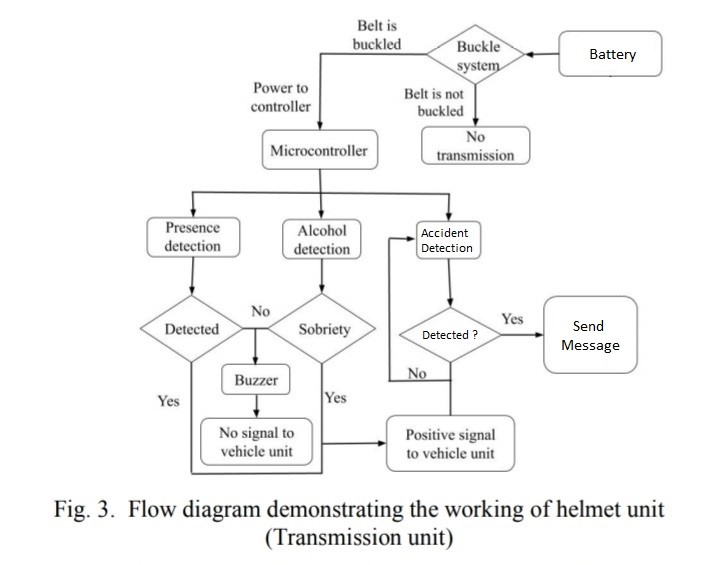 Belt is
buckled
Buckle
system
Battery
Power to
controller
Belt is not
buckled
Microcontroller
No
transmission
Presence
detection
Alcohol
detection
Accident
Detection
No
Detected
Sobriety
Detected ?
Yes
Send
Message
Buzzer
No
Yes
Yes
No signal to
vehicle unit
Positive signal
to vehicle unit
Fig. 3. Flow diagram demonstrating the working of helmet unit
(Transmission unit)